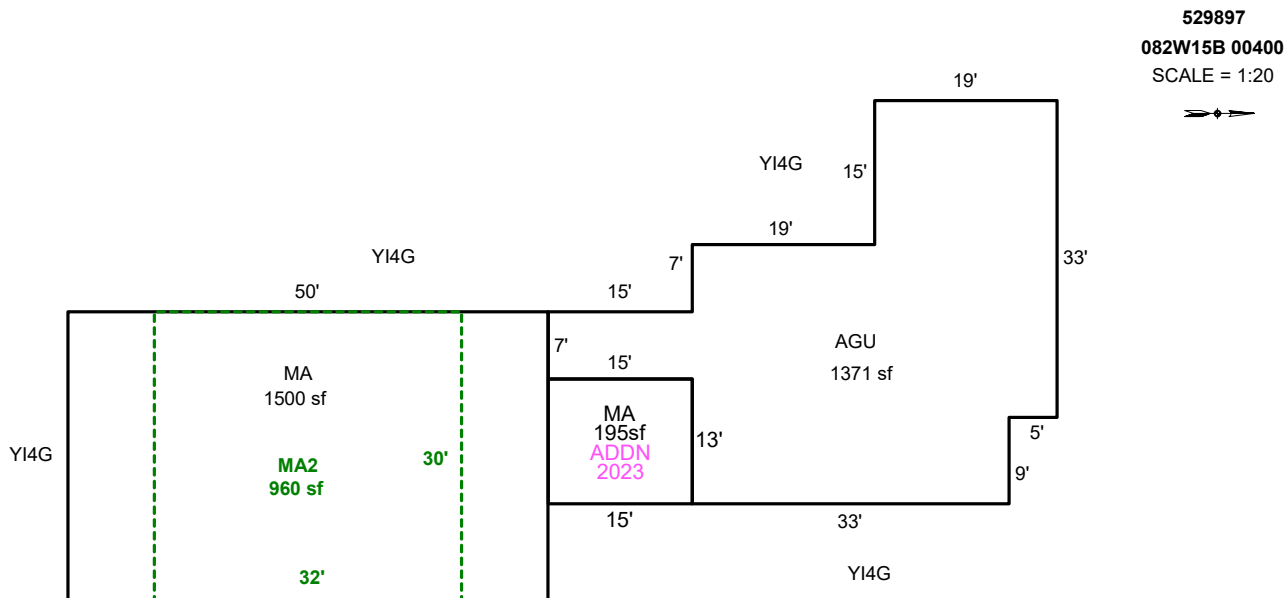 529897
082W15B 00400
SCALE = 1:20
19'
YI4G
15'
19'
YI4G
7'
33'
50'
15'
7'
15'
AGU
1371 sf
MA
1500 sf
MA
195sf
ADDN
2023
13'
5'
YI4G
30'
MA2
960 sf
9'
15'
33'
32'
YI4G